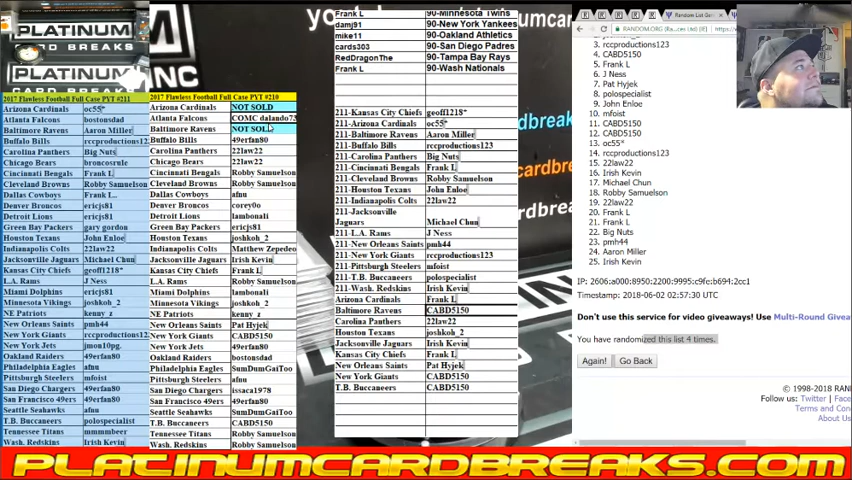 PLATINUM
CARD BREAKS
2017 Flawless Football Full Case PYT #211
Arizona Cardinals oc55*
Atlanta Falcons bostonsdad
Baltimore Ravens Aaron Miller
Buffalo Bills rccproductions12
Carolina Panthers Big Nuts
Chicago Bears broncosrule
Cincinnati Bengals Frank L
Cleveland Browns Robby Samuelson
Dallas Cowboys Frank L.
Denver Broncos ericjs81
Detroit Lions ericjs81
Green Bay Packers gary gordon
Houston Texans John Enloe
Indianapolis Colts 22law22
Jacksonville Jaguars Michael Chun
Kansas City Chiefs geoff1218*
L.A. Rams J Ness
Miami Dolphins ericjs81
Minnesota Vikings joshkoh_2
NE Patriots kenny_z
New Orleans Saints pmh44
New York Giants rccproductions12
New York Jets jmon10pg.
Oakland Raiders 49erfan80
Philadelphia Eagles afnu
Pittsburgh Steelers mfoist
San Diego Chargers 49erfan80
San Francisco 49ers 49erfan80
Seattle Seahawks afnu
T.B. Buccaneers polospecialist
Tennessee Titans mmmmbeer
Wash. Redskins Irish Kevin
2017 Flawless Football Full Case PYT #210
Arizona Cardinals NOT SOLD
Atlanta Falcons COMC dalando73
Baltimore Ravens NOT SOLD
Buffalo Bills 49erfan80
Carolina Panthers 22law22
Chicago Bears 22law22
Cincinnati Bengals Robby Samuelson
Cleveland Browns Robby Samuelson
Dallas Cowboys afnu
Denver Broncos corey0o
Detroit Lions lambonali
Green Bay Packers ericjs81
Houston Texans joshkoh_2
Indianapolis Colts Matthew Zepedeo
Jacksonville Jaguars Irish Kevin
Kansas City Chiefs Frank L
L.A. Rams Robby Samuelson
Miami Dolphins lambonali
Minnesota Vikings joshkoh_2
NE Patriots kenny_z
New Orleans Saints Pat Hyjek
New York Giants CABD5150
New York Jets 49erfan80
Oakland Raiders bostonsdad
Philadelphia Eagles SumDumGaiToo
Pittsburgh Steelers afnu
San Diego Chargers issaca1978
San Francisco 49ers 49erfan80
Seattle Seahawks SumDumGaiToo
T.B. Buccaneers CABD5150
Tennessee Titans Robby Samuelson
Wash. Redskins Robby Samuelson
Frank L 90-Minnesota Twins
damj91 90-New York Yankees
mike11 90-Oakland Athletics
cards303 90-San Diego Padres
RedDragonThe 90-Tampa Bay Rays
Frank L 90-Wash Nationals
211-Kansas City Chiefs geoff1218*
211-Arizona Cardinals oc55*
211-Baltimore Ravens Aaron Miller
211-Buffalo Bills rccproductions123
211-Carolina Panthers Big Nuts
211-Cincinnati Bengals Frank L
211-Cleveland Browns Robby Samuelson
211-Houston Texans John Enloe
211-Indianapolis Colts 22law22
211-Jacksonville
Jaguars Michael Chun
211-L.A. Rams J Ness
211-New Orleans Saints pmh44
211-New York Giants rccproductions123
211-Pittsburgh Steelers mfoist
211-T.B. Buccaneers polospecialist
211-Wash. Redskins Irish Kevin
Arizona Cardinals Frank L
Baltimore Ravens CABD5150
Carolina Panthers 22law22
Houston Texans joshkoh_2
Jacksonville Jaguars Irish Kevin
Kansas City Chiefs Frank L
New Orleans Saints Pat Hyjek
New York Giants CABD5150
T.B. Buccaneers CABD5150
Random List Gen
RANDOM.ORG
3. rccproductions123
4. CABD5150
5. Frank L
6. J Ness
7. Pat Hyjek
8. polospecialist
9. John Enloe
10. mfoist
11. CABD5150
12. CABD5150
13. oc55*
14. rccproductions123
15. 22law22
16. Irish Kevin
17. Michael Chun
18. Robby Samuelson
19. 22law22
20. Frank L
21. Frank L
22. Big Nuts
23. pmh44
24. Aaron Miller
25. Irish Kevin
IP: 2606:a000:8950:2200:9995:c9fc:b694:2cc1
Timestamp: 2018-06-02 02:57:30 UTC
Don't use this service for video giveaways! Use Multi-Round Givea
You have randomized this list 4 times.
Again! Go Back
© 1998-2018 RAN
Follow us: Twitter | Face
Terms and Con
About Us
PLATINUMCARDBREAKS.COM